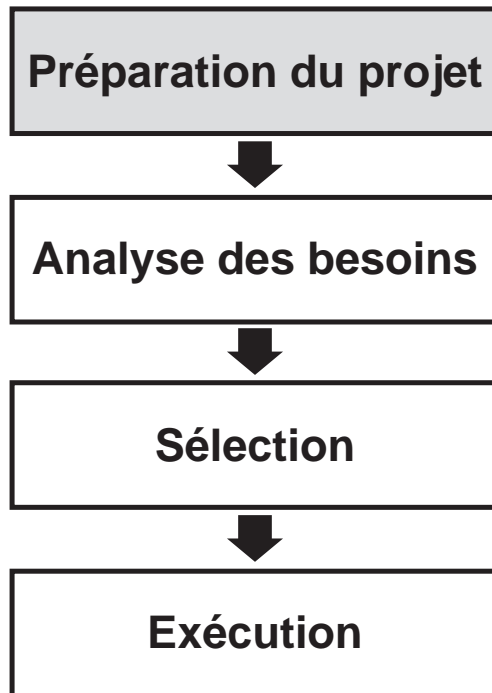 Préparation du projet
Analyse des besoins
Sélection
Exécution